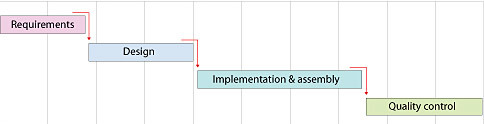 Requirements
Design
Implementation & assembly
Quality control